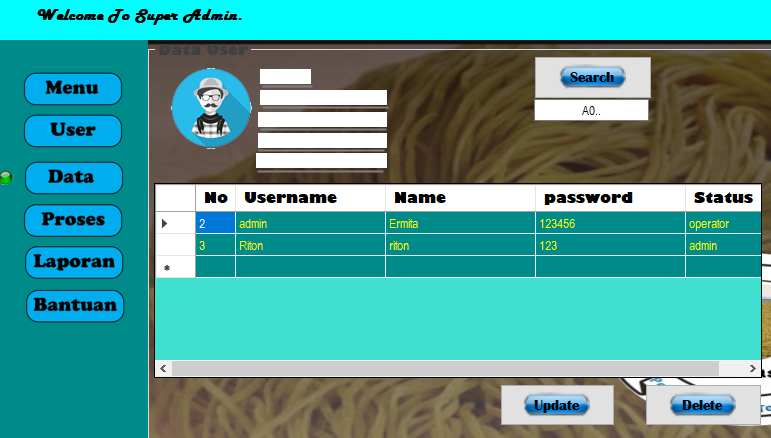 Welcome To Super Admin.
Data User
Menu
User
Data
Proses
Laporan
Bantuan
Search
A0..
No Username Name password Status
2 admin Ermita 123456 operator
3 Riton riton 123 admin
Update Delete